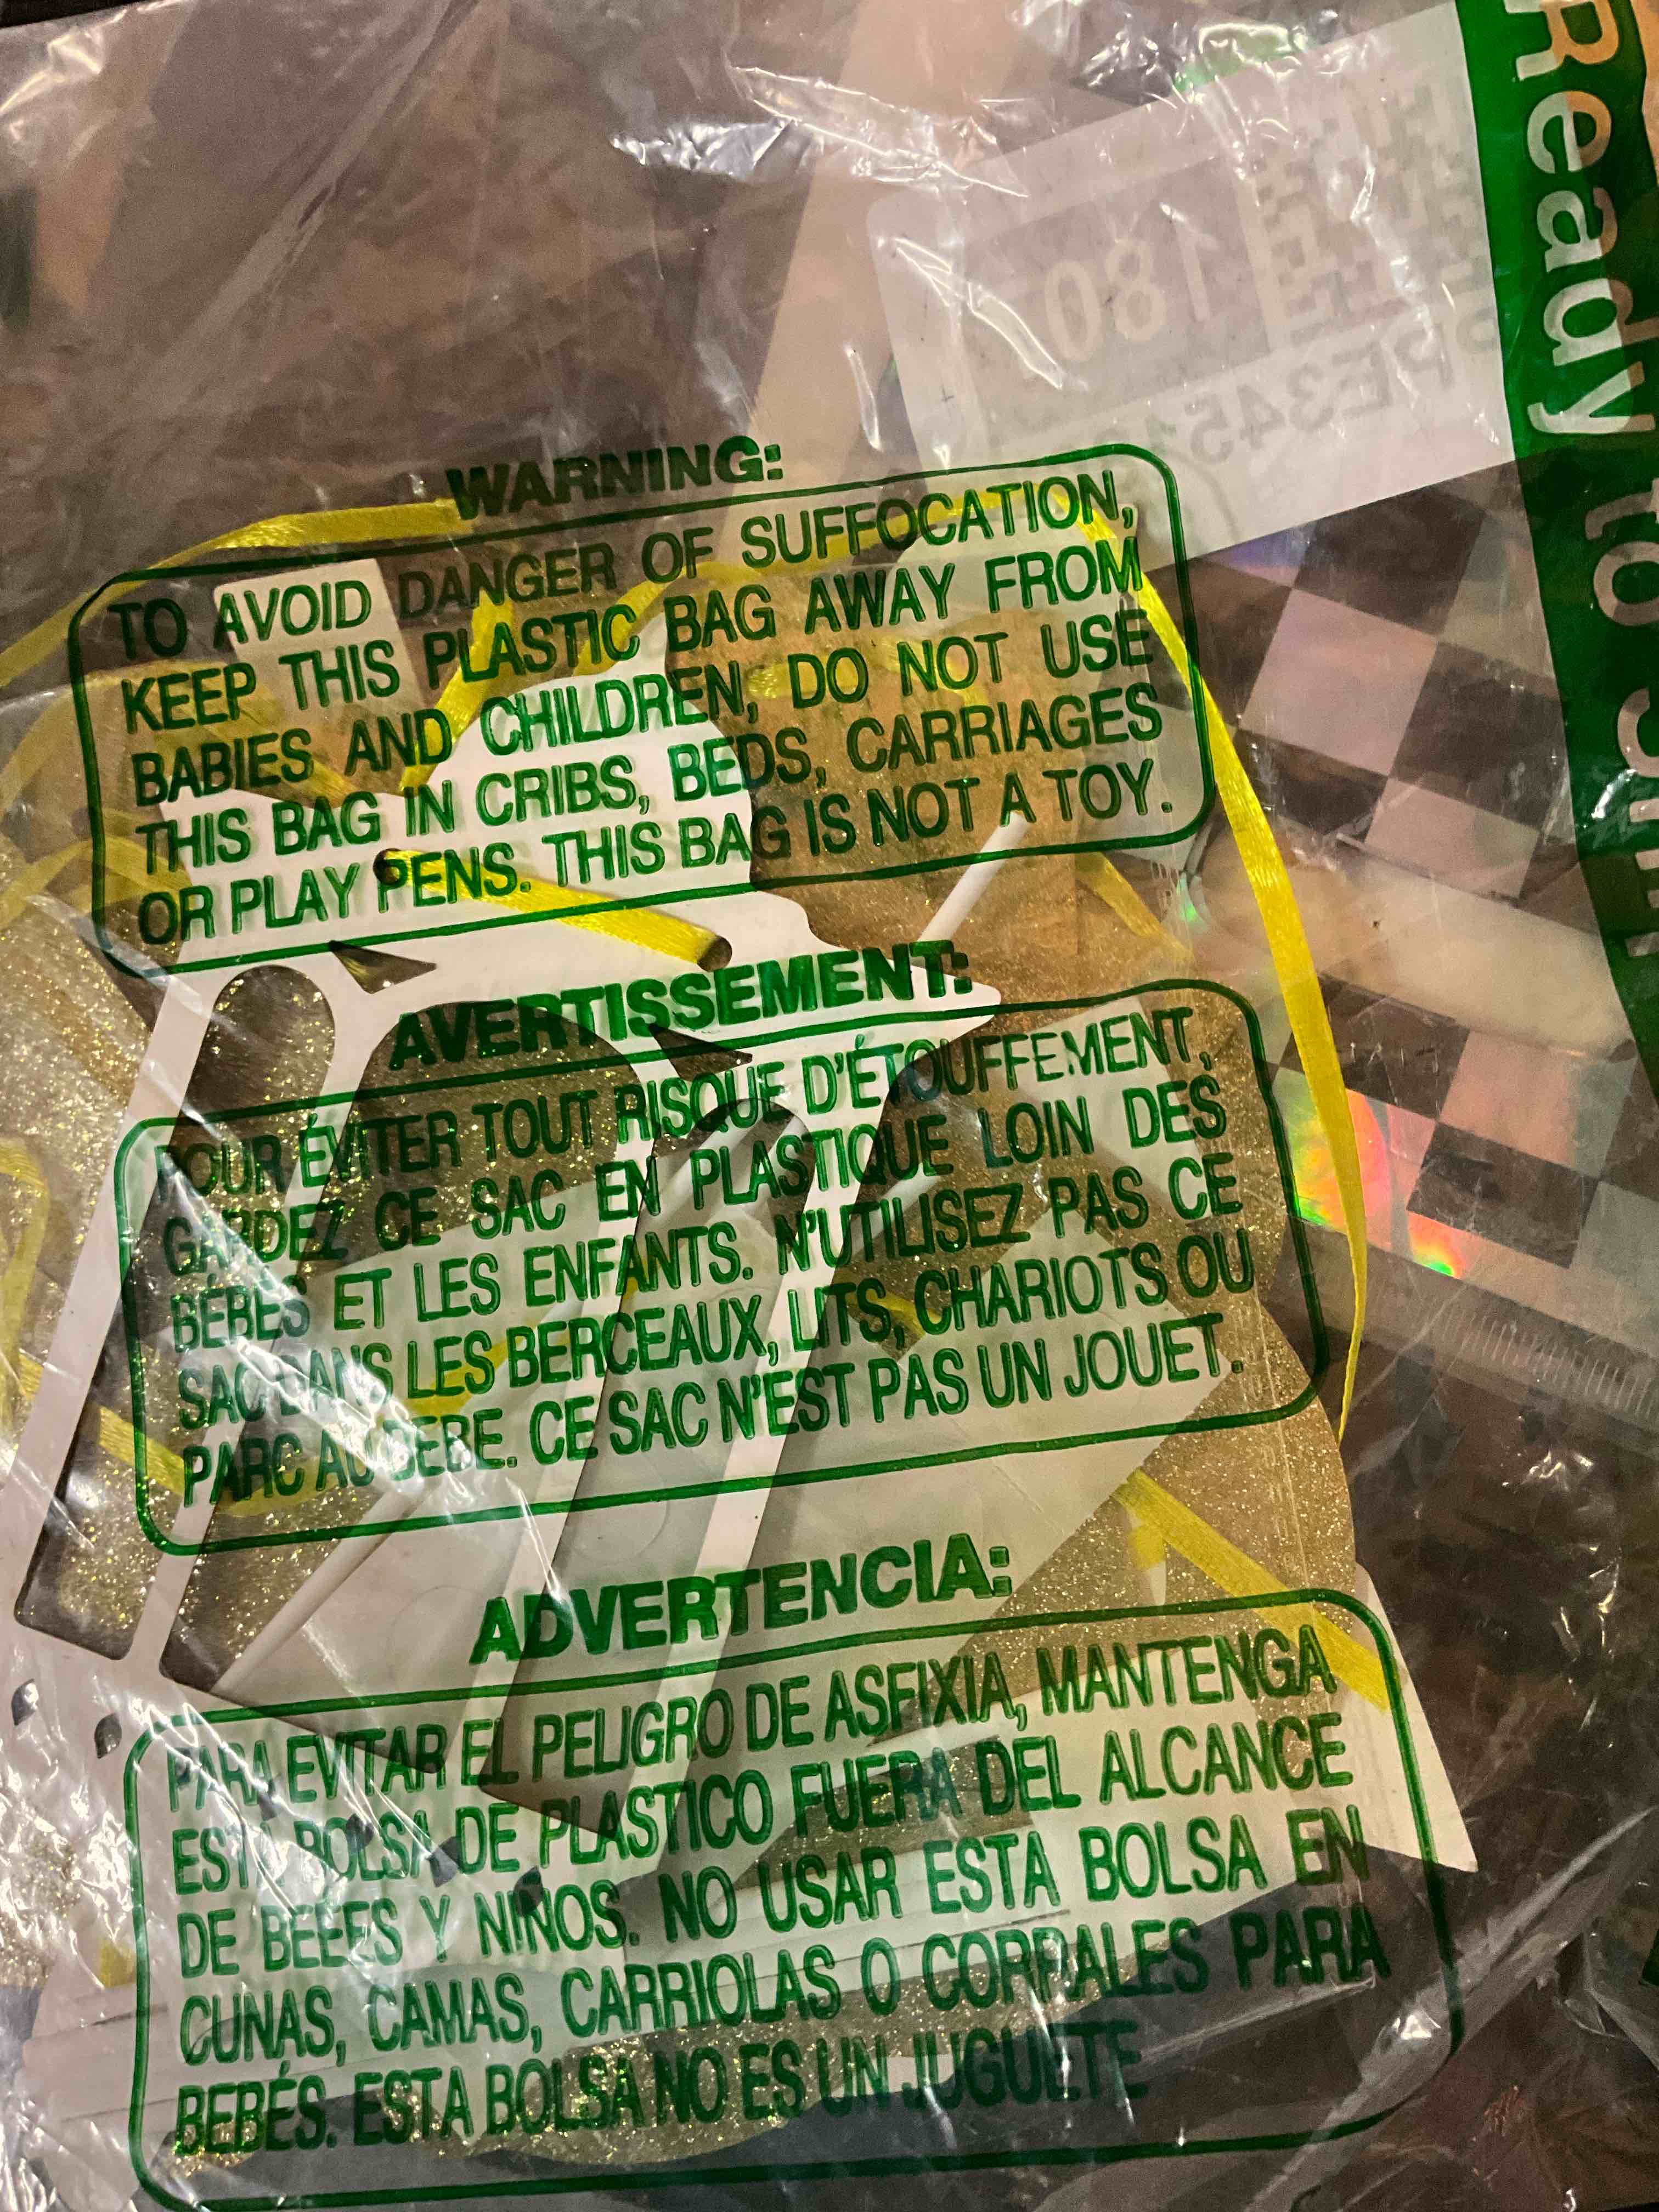 WARNING:
TO AVOID DANGER OF SUFFOCATION,
KEEP THIS PLASTIC BAG AWAY FROM
BABIES AND CHILDREN, DO NOT USE
THIS BAG IN CRIBS, BEDS, CARRIAGES
OR PLAY PENS. THIS BAG IS NOT A TOY.
AVERTISSEMENT:
POUR ÉVITER TOUT RISQUE D'ÉTOUFFEMENT,
GARDEZ CE SAC EN PLASTIQUE LOIN DES
BÉBÉS ET LES ENFANTS. N'UTILISEZ PAS CE
SAC DANS LES BERCEAUX, LITS, CHARIOTS OU
PARC AU BEBE. CE SAC N'EST PAS UN JOUET.
ADVERTENCIA:
PARA EVITAR EL PELIGRO DE ASFIXIA, MANTENGA
ESTA BOLSA DE PLASTICO FUERA DEL ALCANCE
DE BEBES Y NIÑOS. NO USAR ESTA BOLSA EN
CUNAS, CAMAS, CARRIOLAS O CORRALES PARA
BEBÉS. ESTA BOLSA NO ES UN JUGUETE
Ready to
180